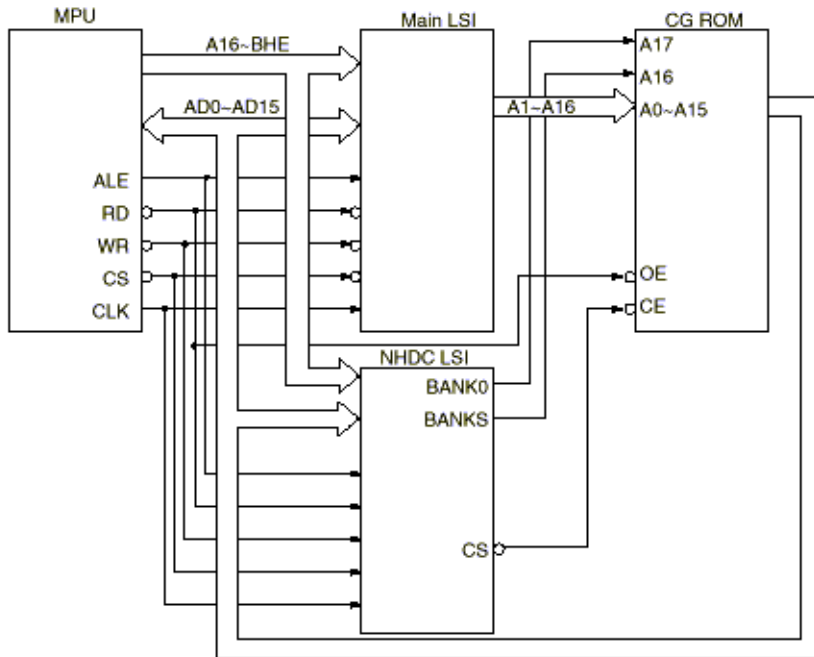 MPU
Main LSI
CG ROM
A16~BHE
A17
A16
AD0~AD15
A1~A16
A0~A15
ALE
RD
WR
CS
CLK
OE
CE
NHDC LSI
BANK0
BANKS
CS